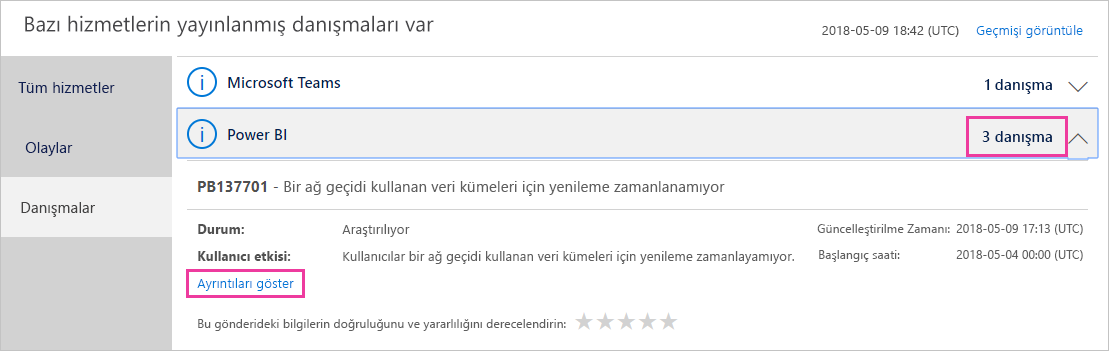 Bazı hizmetlerin yayınlanmış danışmaları var
2018-05-09 18:42 (UTC) Geçmişi görüntüle
Tüm hizmetler
Olaylar
Danışmalar
Microsoft Teams 1 danışma
Power BI 3 danışma
PB137701 - Bir ağ geçidi kullanan veri kümeleri için yenileme zamanlanamıyor
Durum: Araştırılıyor Güncelleştirilme Zamanı: 2018-05-09 17:13 (UTC)
Kullanıcı etkisi: Kullanıcılar bir ağ geçidi kullanan veri kümeleri için yenileme zamanlayamıyor. Başlangıç saati: 2018-05-04 00:00 (UTC)
Ayrıntıları göster
Bu gönderideki bilgilerin doğruluğunu ve yararlılığını derecelendirin: